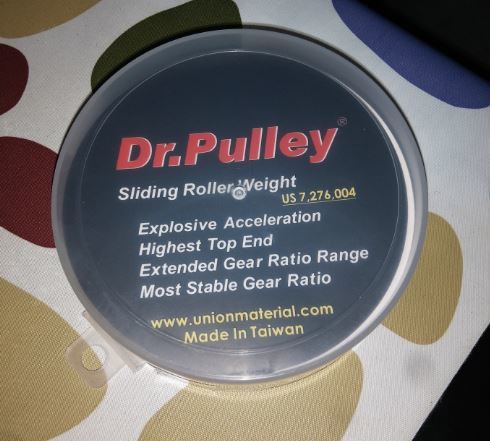 Dr.Pulley®
Sliding Roller Weight
US 7,276,004
Explosive Acceleration
Highest Top End
Extended Gear Ratio Range
Most Stable Gear Ratio
www.unionmaterial.com
Made In Taiwan